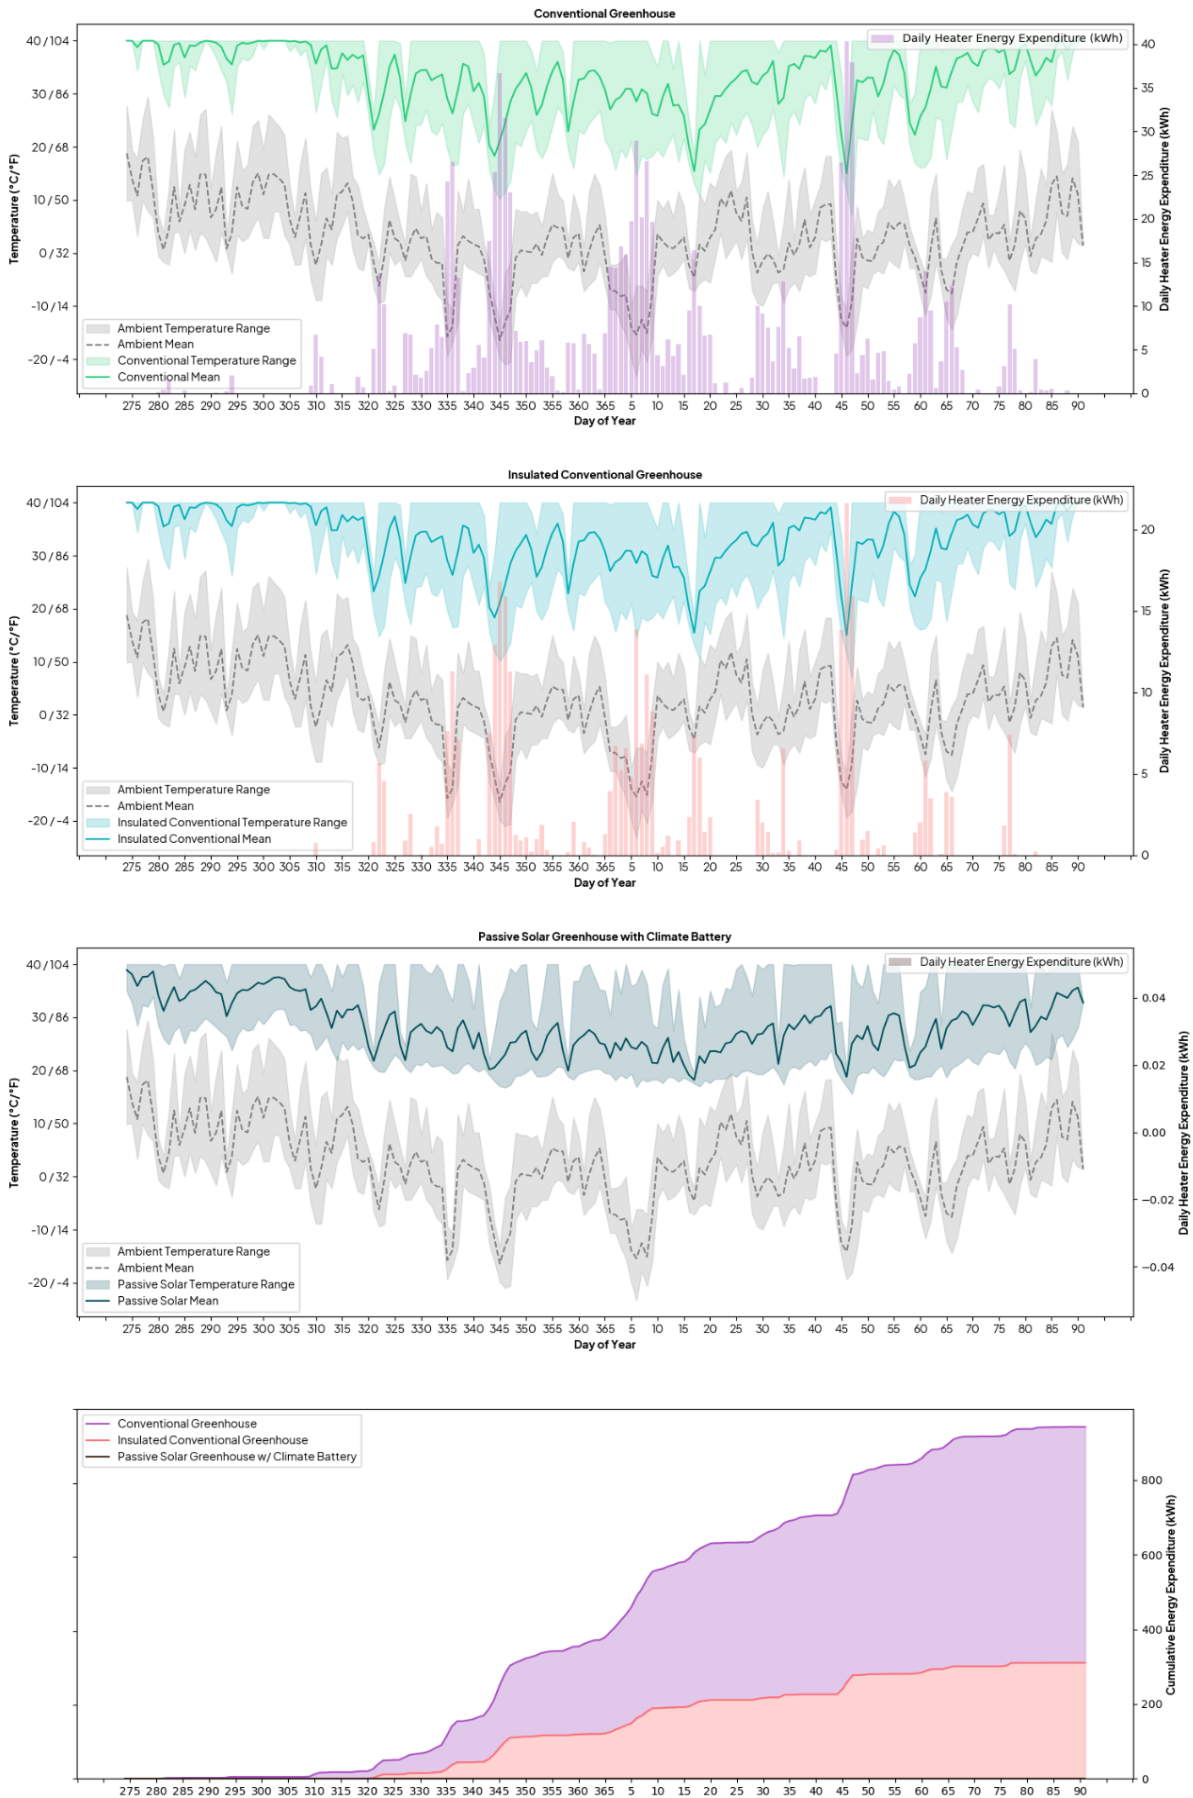 Conventional Greenhouse
Daily Heater Energy Expenditure (kWh)
40 / 104
30 / 86
20 / 68
10 / 50
0 / 32
-10 / 14
-20 / -4
Temperature (°C/°F)
40
35
30
25
20
15
10
5
0
Daily Heater Energy Expenditure (kWh)
Ambient Temperature Range
Ambient Mean
Conventional Temperature Range
Conventional Mean
275 280 285 290 295 300 305 310 315 320 325 330 335 340 345 350 355 360 365 5 10 15 20 25 30 35 40 45 50 55 60 65 70 75 80 85 90
Day of Year
Insulated Conventional Greenhouse
Daily Heater Energy Expenditure (kWh)
40 / 104
30 / 86
20 / 68
10 / 50
0 / 32
-10 / 14
-20 / -4
Temperature (°C/°F)
20
15
10
5
0
Daily Heater Energy Expenditure (kWh)
Ambient Temperature Range
Ambient Mean
Insulated Conventional Temperature Range
Insulated Conventional Mean
275 280 285 290 295 300 305 310 315 320 325 330 335 340 345 350 355 360 365 5 10 15 20 25 30 35 40 45 50 55 60 65 70 75 80 85 90
Day of Year
Passive Solar Greenhouse with Climate Battery
Daily Heater Energy Expenditure (kWh)
40 / 104
30 / 86
20 / 68
10 / 50
0 / 32
-10 / 14
-20 / -4
Temperature (°C/°F)
0.04
0.02
0.00
−0.02
−0.04
Daily Heater Energy Expenditure (kWh)
Ambient Temperature Range
Ambient Mean
Passive Solar Temperature Range
Passive Solar Mean
275 280 285 290 295 300 305 310 315 320 325 330 335 340 345 350 355 360 365 5 10 15 20 25 30 35 40 45 50 55 60 65 70 75 80 85 90
Day of Year
Conventional Greenhouse
Insulated Conventional Greenhouse
Passive Solar Greenhouse w/ Climate Battery
800
600
400
200
0
Cumulative Energy Expenditure (kWh)
275 280 285 290 295 300 305 310 315 320 325 330 335 340 345 350 355 360 365 5 10 15 20 25 30 35 40 45 50 55 60 65 70 75 80 85 90